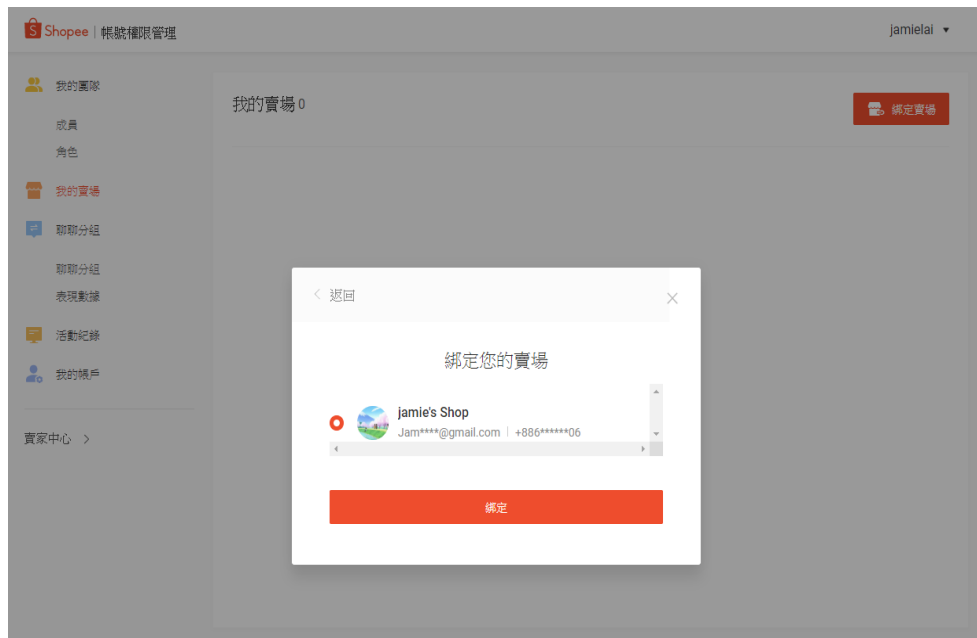 Shopee | 帳號權限管理
jamielai
我的團隊
成員
角色
我的賣場
聊聊分組
聊聊分組
表現數據
活動紀錄
我的帳戶
賣家中心
我的賣場 0
綁定賣場
返回
綁定您的賣場
jamie's Shop
Jam****@gmail.com | +886******06
綁定